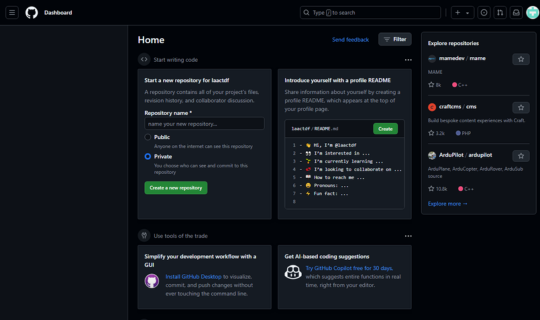 Dashboard
Type / to search
Home
Send feedback
Filter
Start writing code
Start a new repository for laactdf
A repository contains all of your project's files, revision history, and collaborator discussion.
Repository name *
name your new repository...
Public
Anyone on the internet can see this repository
Private
You choose who can see and commit to this repository
Create a new repository
Introduce yourself with a profile README
Share information about yourself by creating a profile README, which appears at the top of your profile page.
laactdf / README.md
Create
1 - 👋 Hi, I'm @laactdf
2 - 👀 I'm interested in ...
3 - 🌱 I'm currently learning ...
4 - 💞️ I'm looking to collaborate on ...
5 - 📫 How to reach me ...
6 - 😄 Pronouns: ...
7 - ⚡ Fun fact: ...
Use tools of the trade
Simplify your development workflow with a GUI
Install GitHub Desktop to visualize, commit, and push changes without ever touching the command line.
Get AI-based coding suggestions
Try GitHub Copilot free for 30 days, which suggests entire functions in real time, right from your editor.
Explore repositories
mamedev / mame
MAME
8k
C++
craftcms / cms
Build bespoke content experiences with Craft.
3.2k
PHP
ArduPilot / ardupilot
ArduPlane, ArduCopter, ArduRover, ArduSub source
10.8k
C++
Explore more →